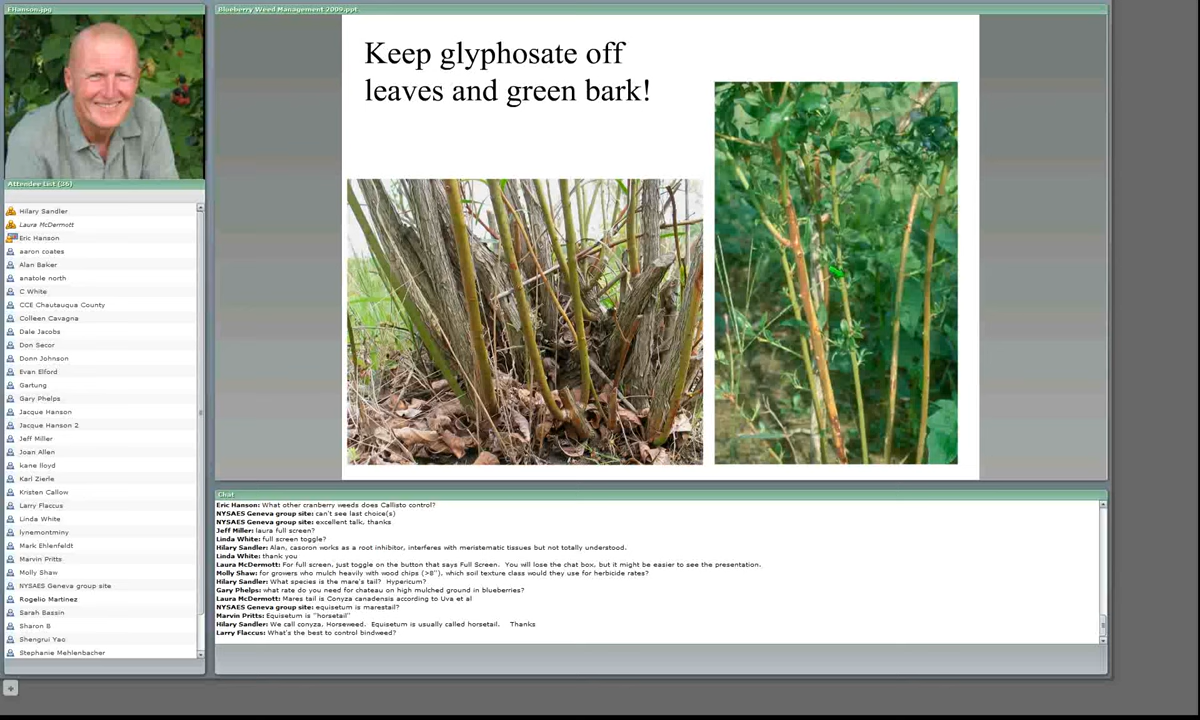 EHanson.jpg
Attendee List (36)
Hilary Sandler
Laura McDermott
Eric Hanson
aaron coates
Alan Baker
anatole north
C White
CCE Chautauqua County
Colleen Cavagna
Dale Jacobs
Don Secor
Donn Johnson
Evan Elford
Gartung
Gary Phelps
Jacque Hanson
Jacque Hanson 2
Jeff Miller
Joan Allen
kane lloyd
Karl Zierle
Kristen Callow
Larry Flaccus
Linda White
lynemontminy
Mark Ehlenfeldt
Marvin Pritts
Molly Shaw
NYSAES Geneva group site
Rogelio Martinez
Sarah Bassin
Sharon B
Shengrui Yao
Stephanie Mehlenbacher
Blueberry Weed Management 2009.ppt
Keep glyphosate off
leaves and green bark!
Chat
Eric Hanson: What other cranberry weeds does Callisto control?
NYSAES Geneva group site: can't see last choice(s)
NYSAES Geneva group site: excellent talk, thanks
Jeff Miller: laura full screen?
Linda White: full screen toggle?
Hilary Sandler: Alan, casoron works as a root inhibitor, interferes with meristematic tissues but not totally understood.
Linda White: thank you
Laura McDermott: For full screen, just toggle on the button that says Full Screen. You will lose the chat box, but it might be easier to see the presentation.
Molly Shaw: for growers who mulch heavily with wood chips (>8"), which soil texture class would they use for herbicide rates?
Hilary Sandler: What species is the mare's tail? Hypericum?
Gary Phelps: what rate do you need for chateau on high mulched ground in blueberries?
Laura McDermott: Mares tail is Conyza canadensis according to Uva et al
NYSAES Geneva group site: equisetum is marestail?
Marvin Pritts: Equisetum is "horsetail"
Hilary Sandler: We call conyza, Horseweed. Equisetum is usually called horsetail. Thanks
Larry Flaccus: What's the best to control bindweed?